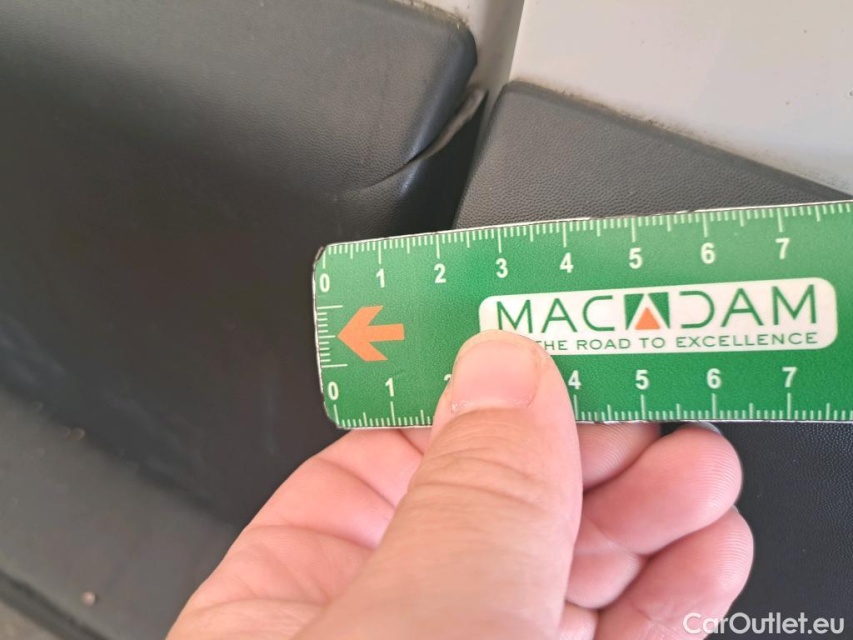 0 1 2 3 4 5 6 7
MACADAM
THE ROAD TO EXCELLENCE
0 1 2 4 5 6 7
CarOutlet.eu